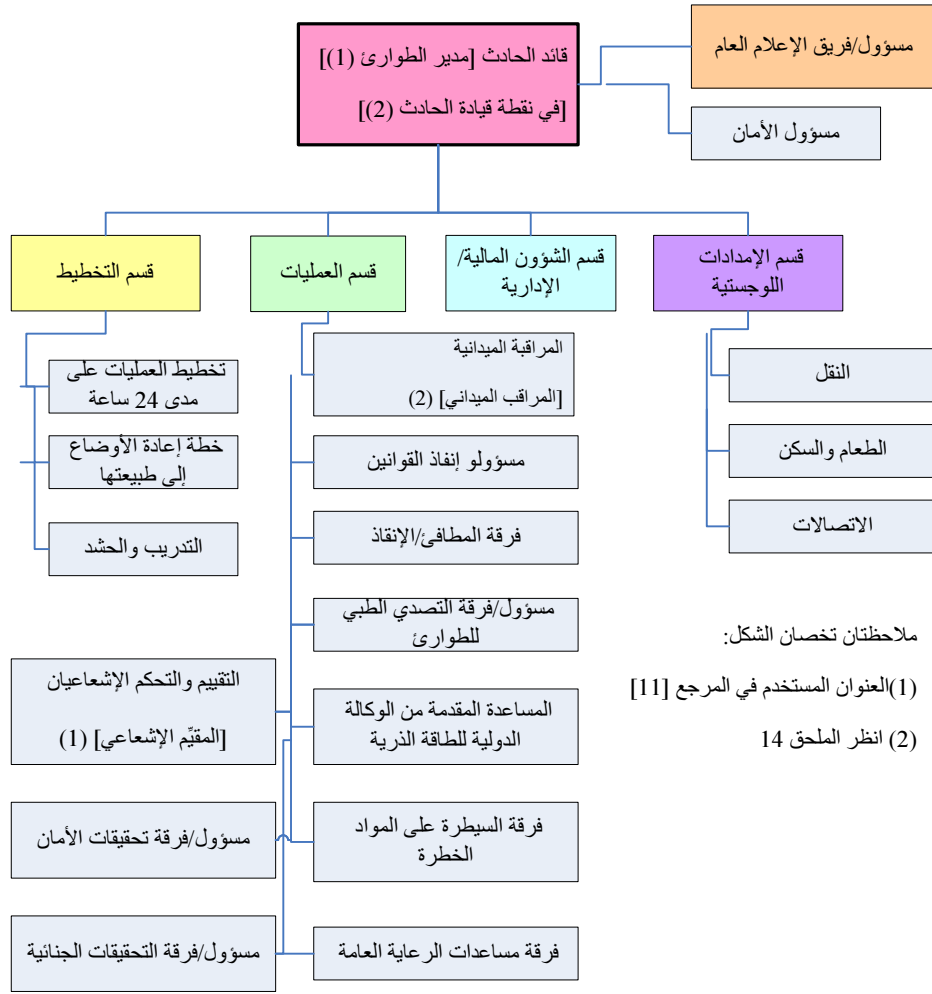 قائد الحادث [مدير الطوارئ (1)]
[في نقطة قيادة الحادث (2)]
مسؤول/فريق الإعلام العام
مسؤول الأمان
قسم الإمدادات
اللوجستية
قسم الشؤون المالية/
الإدارية
قسم العمليات
قسم التخطيط
النقل
الطعام والسكن
الاتصالات
المراقبة الميدانية
[المراقب الميداني] (2)
مسؤولو إنفاذ القوانين
فرقة المطافئ/الإنقاذ
مسؤول/فرقة التصدي الطبي
للطوارئ
المساعدة المقدمة من الوكالة
الدولية للطاقة الذرية
فرقة السيطرة على المواد
الخطرة
فرقة مساعدات الرعاية العامة
تخطيط العمليات على
مدى 24 ساعة
خطة إعادة الأوضاع
إلى طبيعتها
التدريب والحشد
التقييم والتحكم الإشعاعيان
[المقيِّم الإشعاعي] (1)
مسؤول/فرقة تحقيقات الأمان
مسؤول/فرقة التحقيقات الجنائية
ملاحظتان تخصان الشكل:
(1)العنوان المستخدم في المرجع [11]
(2) انظر الملحق 14